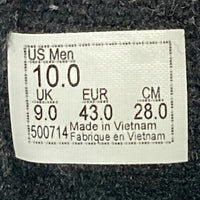 US Men
10.0
UK EUR CM
9.0 43.0 28.0
500714 Made in Vietnam
Fabrique en Vietnam